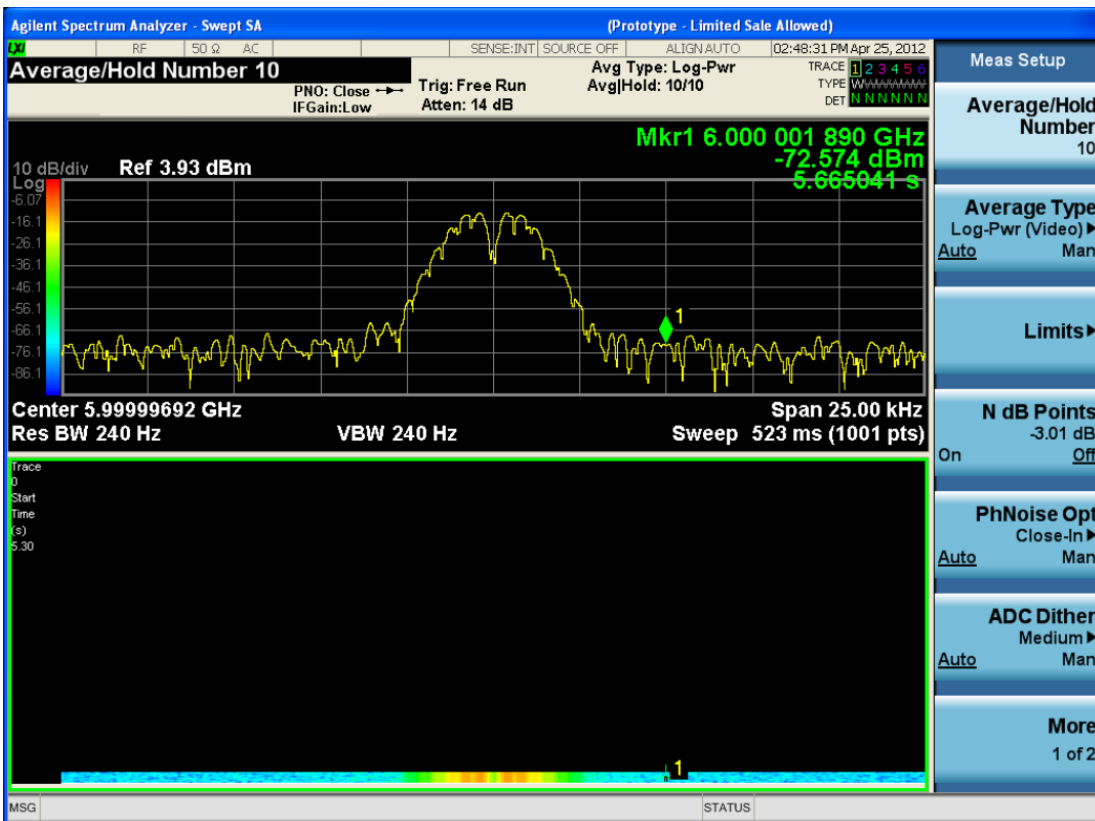 Agilent Spectrum Analyzer - Swept SA (Prototype - Limited Sale Allowed)
LXI RF 50 Ω AC SENSE:INT SOURCE OFF ALIGN AUTO 02:48:31 PM Apr 25, 2012
Average/Hold Number 10
PNO: Close
IFGain:Low
Trig: Free Run
Atten: 14 dB
Avg Type: Log-Pwr
Avg|Hold: 10/10
TRACE 1 2 3 4 5 6
TYPE WWWWWW
DET N N N N N N
Mkr1 6.000 001 890 GHz
-72.574 dBm
5.665041 s
10 dB/div Ref 3.93 dBm
Log
-6.07
-16.1
-26.1
-36.1
-46.1
-56.1
-66.1
-76.1
-86.1
1
Center 5.99999692 GHz Span 25.00 kHz
Res BW 240 Hz VBW 240 Hz Sweep 523 ms (1001 pts)
Trace
0
Start
Time
(s)
5.30
1
MSG STATUS
Meas Setup
Average/Hold
Number
10
Average Type
Log-Pwr (Video)
Auto Man
Limits
N dB Points
-3.01 dB
On Off
PhNoise Opt
Close-In
Auto Man
ADC Dither
Medium
Auto Man
More
1 of 2